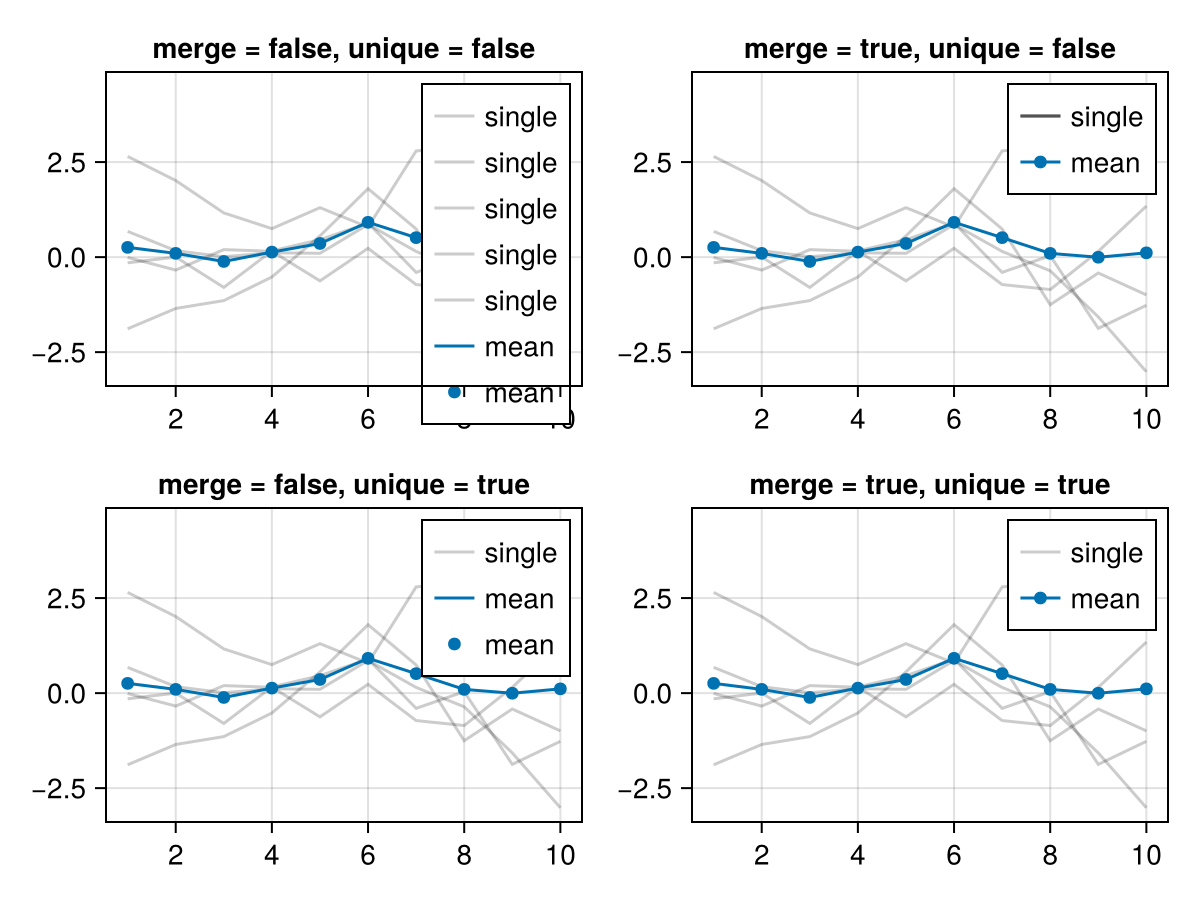 merge = false, unique = false
single
single
single
single
single
mean
mean
2.5
0.0
−2.5
2 4 6 8 10
merge = true, unique = false
single
mean
2.5
0.0
−2.5
2 4 6 8 10
merge = false, unique = true
single
mean
mean
2.5
0.0
−2.5
2 4 6 8 10
merge = true, unique = true
single
mean
2.5
0.0
−2.5
2 4 6 8 10